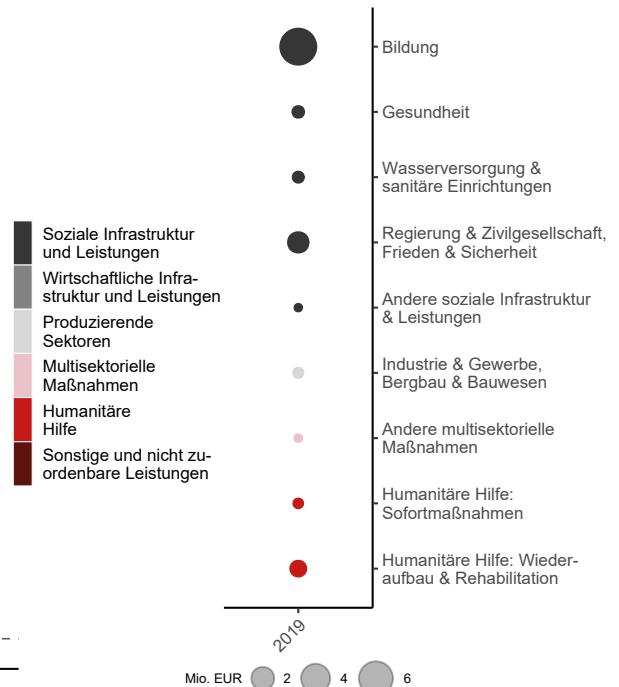 Bildung
Gesundheit
Wasserversorgung &
sanitäre Einrichtungen
Regierung & Zivilgesellschaft,
Frieden & Sicherheit
Andere soziale Infrastruktur
& Leistungen
Industrie & Gewerbe,
Bergbau & Bauwesen
Andere multisektorielle
Maßnahmen
Humanitäre Hilfe:
Sofortmaßnahmen
Humanitäre Hilfe: Wieder-
aufbau & Rehabilitation
Soziale Infrastruktur
und Leistungen
Wirtschaftliche Infra-
struktur und Leistungen
Produzierende
Sektoren
Multisektorielle
Maßnahmen
Humanitäre
Hilfe
Sonstige und nicht zu-
ordenbare Leistungen
2019
Mio. EUR 2 4 6